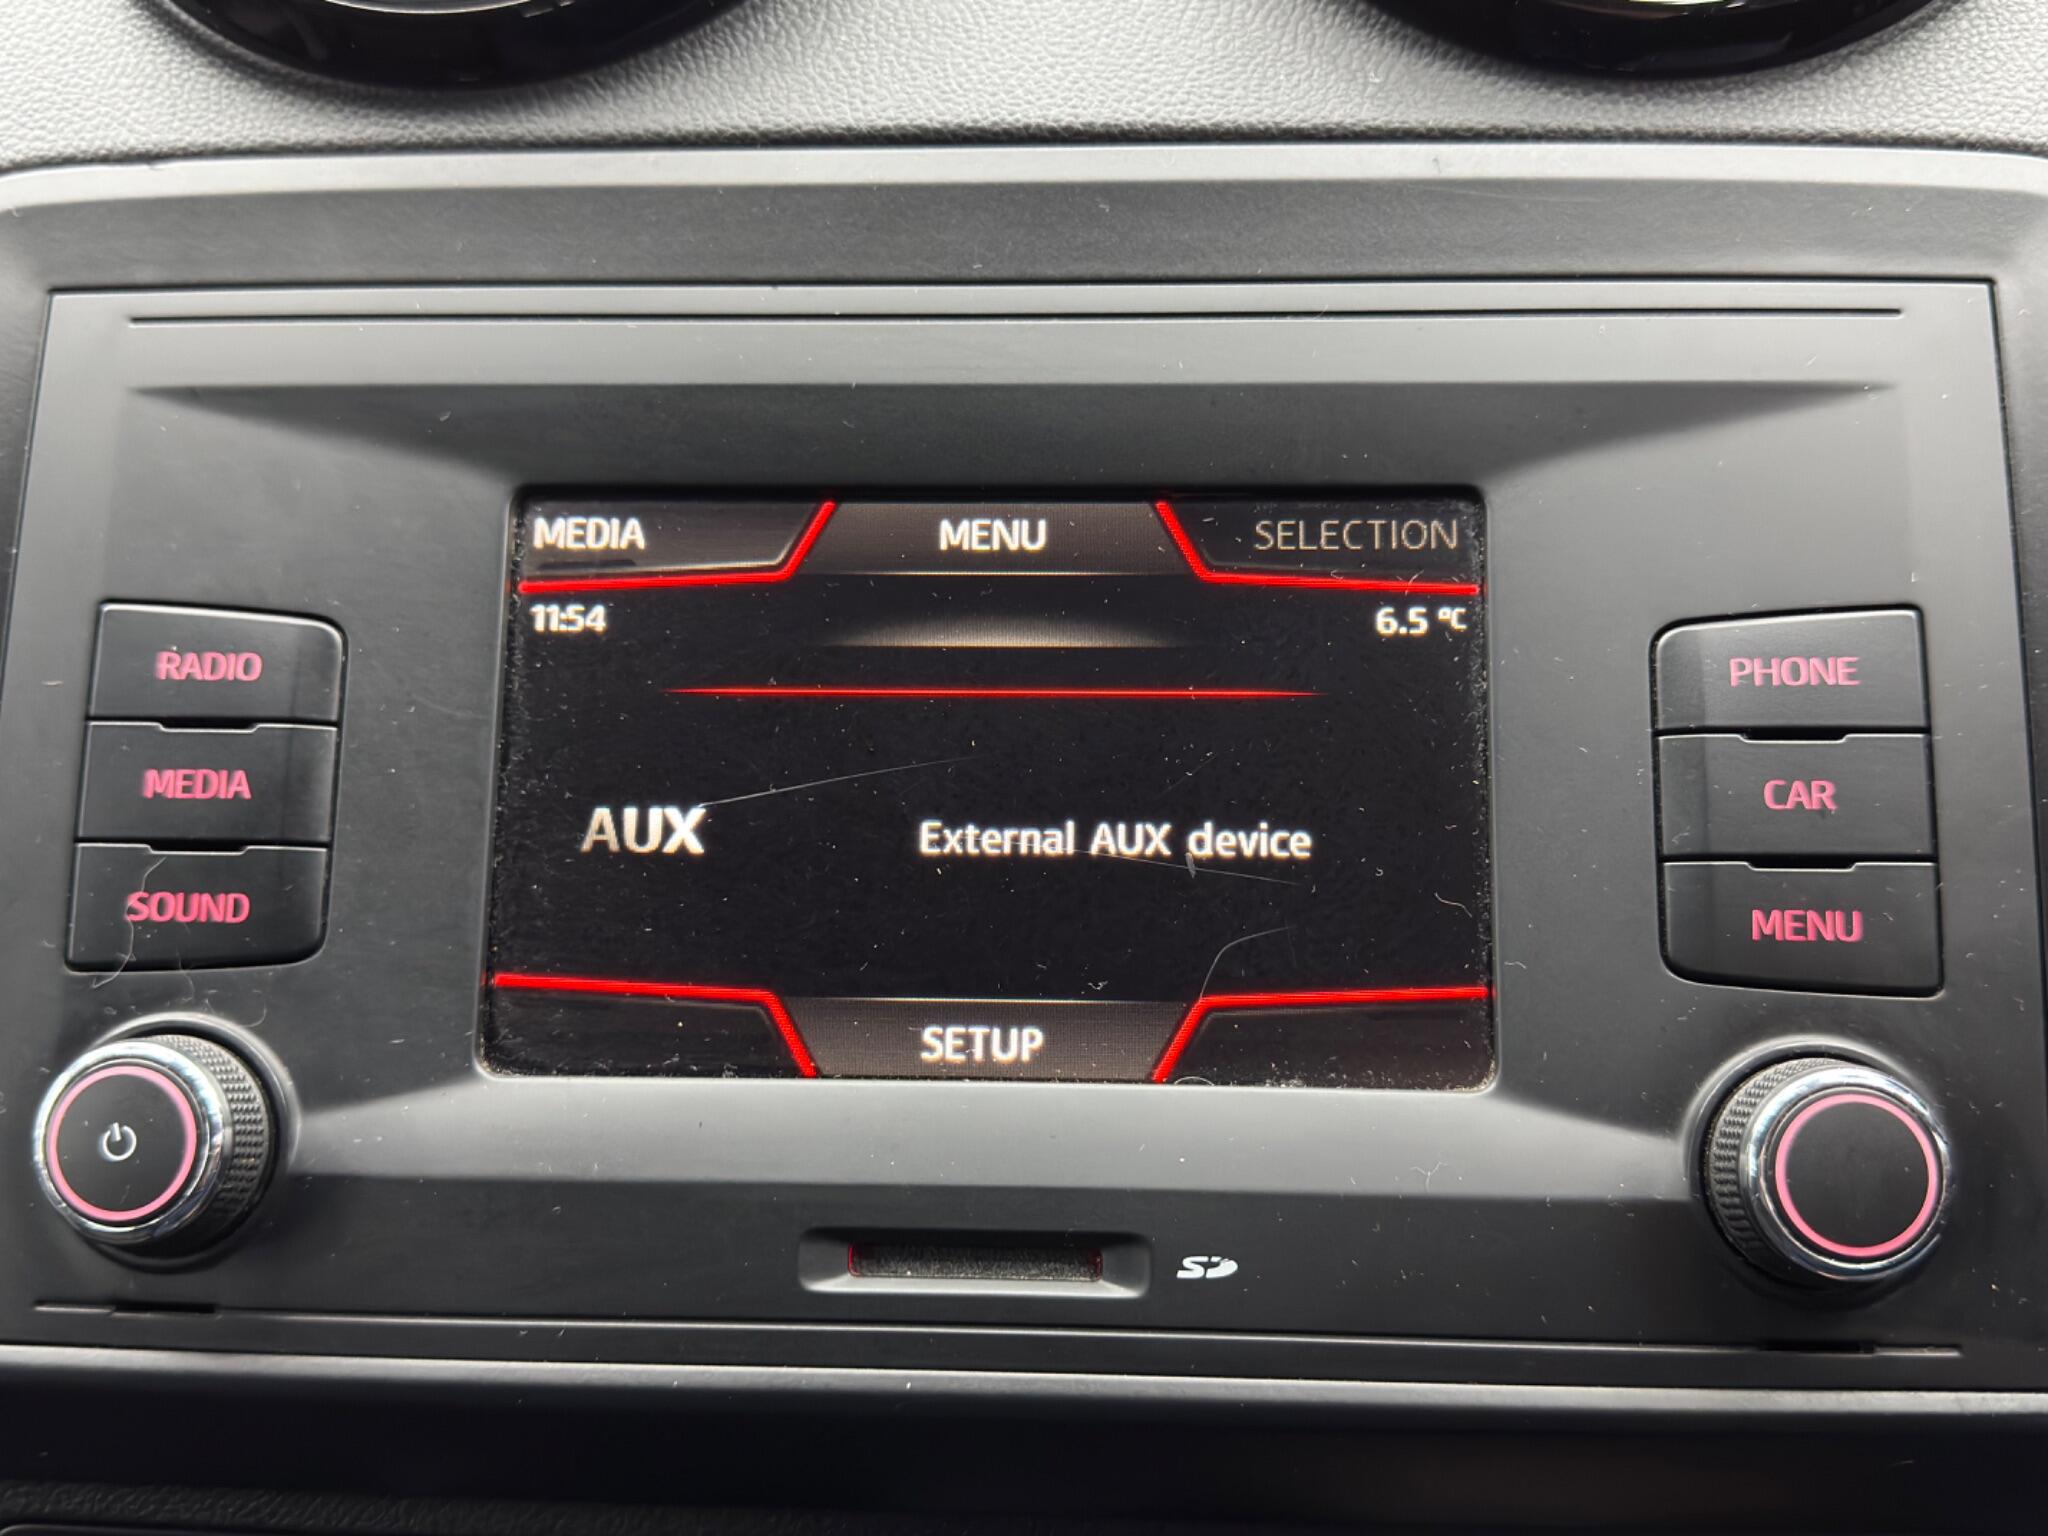 MEDIA MENU SELECTION
11:54 6.5 ºC
RADIO
MEDIA
SOUND
AUX External AUX device
SETUP
PHONE
CAR
MENU
SD